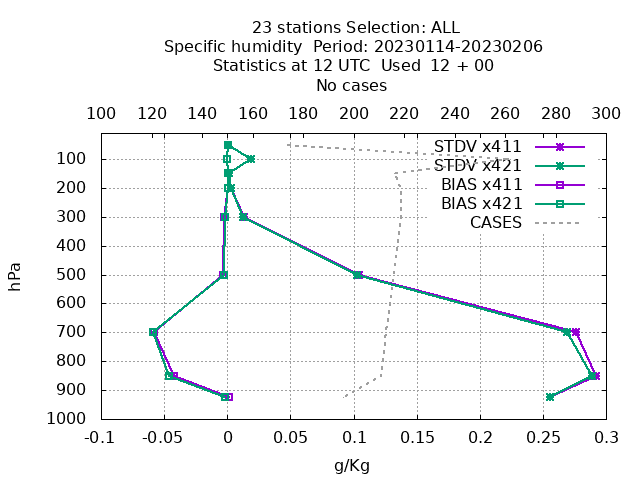 23 stations Selection: ALL
Specific humidity  Period: 20230114-20230206
Statistics at 12 UTC  Used  12 + 00
No cases
100 120 140 160 180 200 220 240 260 280 300
STDV x411
STDV x421
BIAS x411
BIAS x421
CASES
hPa
100
200
300
400
500
600
700
800
900
1000
-0.1 -0.05 0 0.05 0.1 0.15 0.2 0.25 0.3
g/Kg